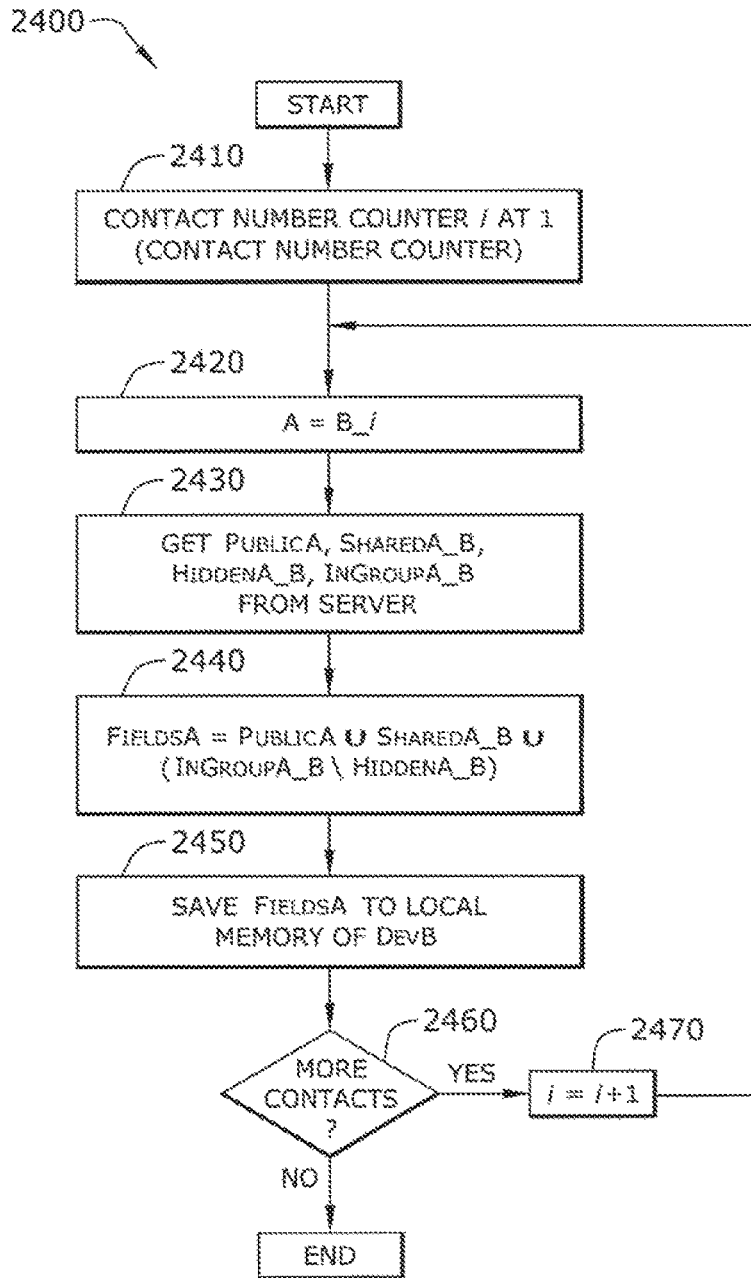 2400
START
2410
CONTACT NUMBER COUNTER i AT 1
(CONTACT NUMBER COUNTER)
2420
A = B_i
2430
GET PUBLICA, SHAREDA_B,
HIDDENA_B, INGROUPA_B
FROM SERVER
2440
FIELDSA = PUBLICA ∪ SHAREDA_B ∪
(INGROUPA_B \ HIDDENA_B)
2450
SAVE FIELDSA TO LOCAL
MEMORY OF DEVB
2460
MORE
CONTACTS
?
YES
2470
i = i+1
NO
END